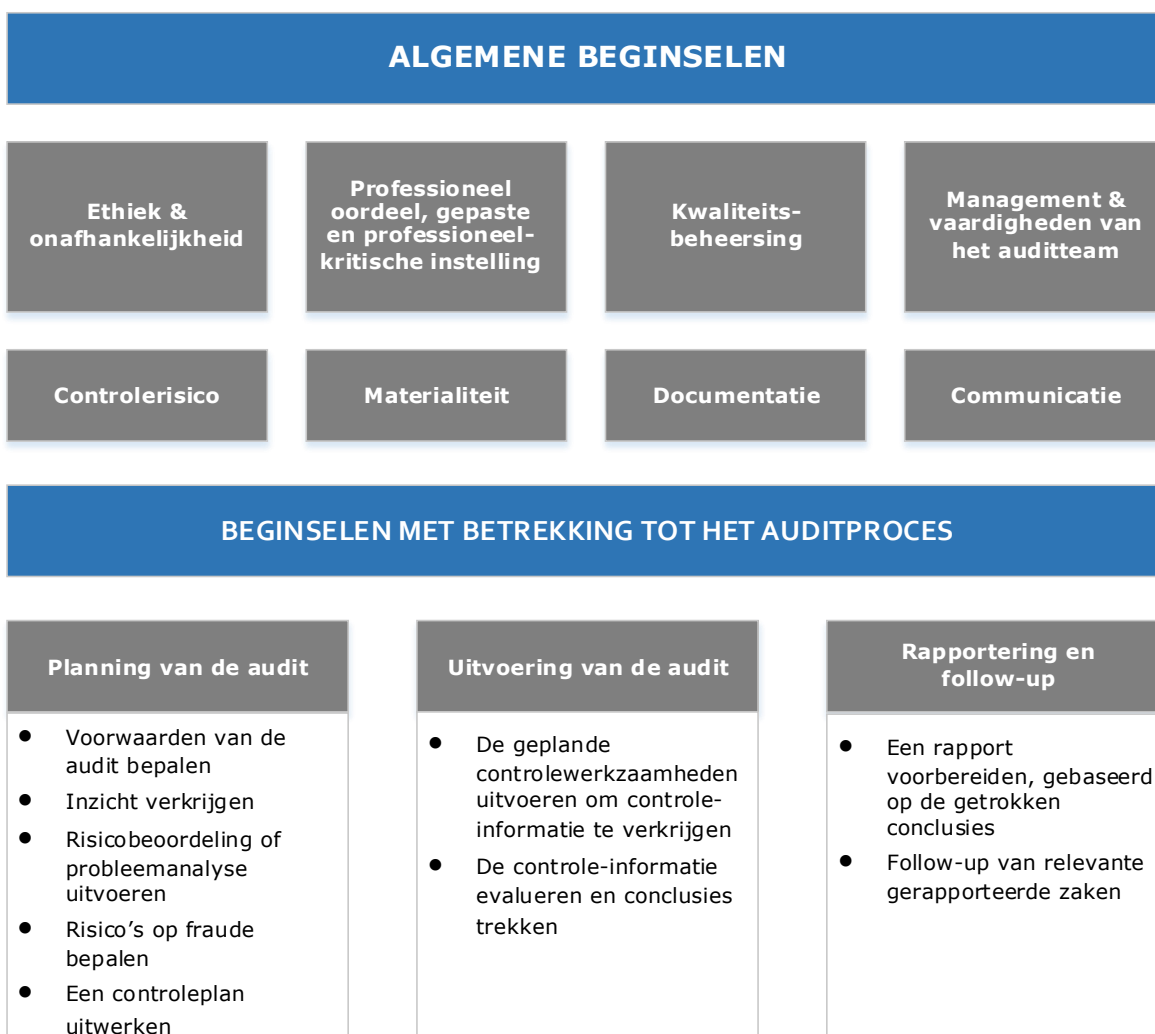 ALGEMENE BEGINSELEN
Ethiek &
onafhankelijkheid
Professioneel
oordeel, gepaste
en professioneel-
kritische instelling
Kwaliteits-
beheersing
Management &
vaardigheden van
het auditteam
Controlerisico
Materialiteit
Documentatie
Communicatie
BEGINSELEN MET BETREKKING TOT HET AUDITPROCES
Planning van de audit
● Voorwaarden van de
audit bepalen
● Inzicht verkrijgen
● Risicobeoordeling of
probleemanalyse
uitvoeren
● Risico’s op fraude
bepalen
● Een controleplan
uitwerken
Uitvoering van de audit
● De geplande
controlewerkzaamheden
uitvoeren om controle-
informatie te verkrijgen
● De controle-informatie
evalueren en conclusies
trekken
Rapportering en
follow-up
● Een rapport
voorbereiden, gebaseerd
op de getrokken
conclusies
● Follow-up van relevante
gerapporteerde zaken